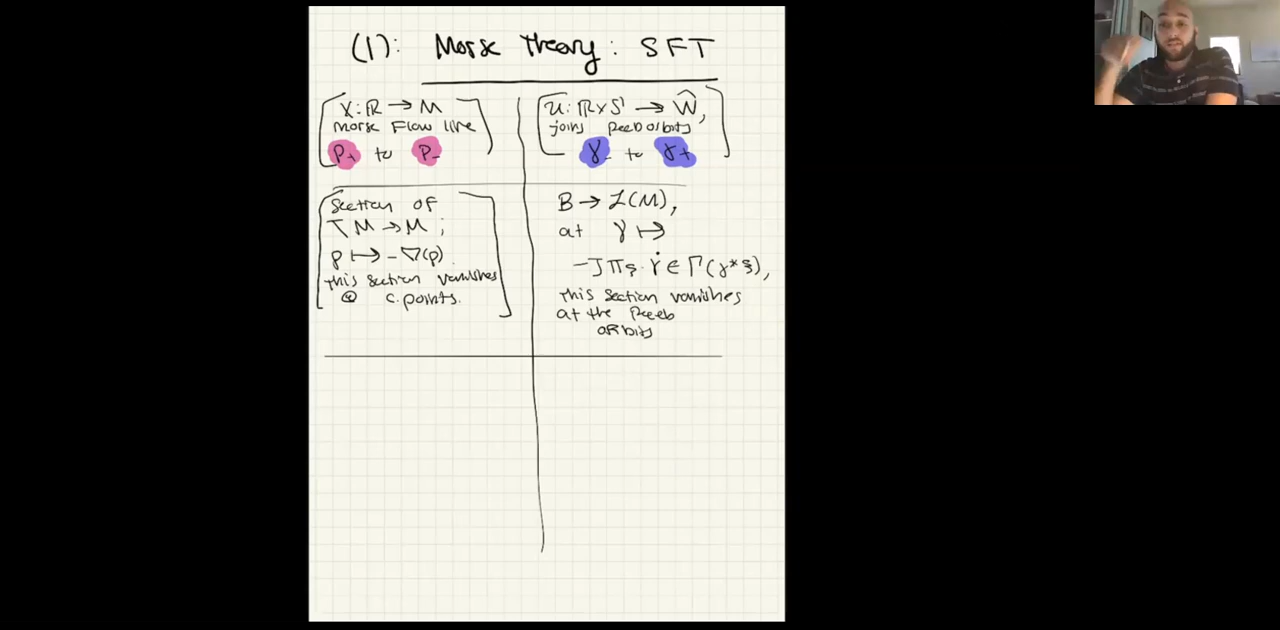 (1): Morse Theory: SFT
γ: ℝ → M
Morse Flow line
P+ to P-
u: ℝ×S¹ → Ŵ,
joins Reeb orbits
γ- to γ+
Section of
TM → M;
p ↦ -∇(p).
this section vanishes
@ c. points.
B → L(M),
at γ ↦
-Jπξ·γ̇ ∈ Γ(γ*ξ),
this section vanishes
at the Reeb
orbits